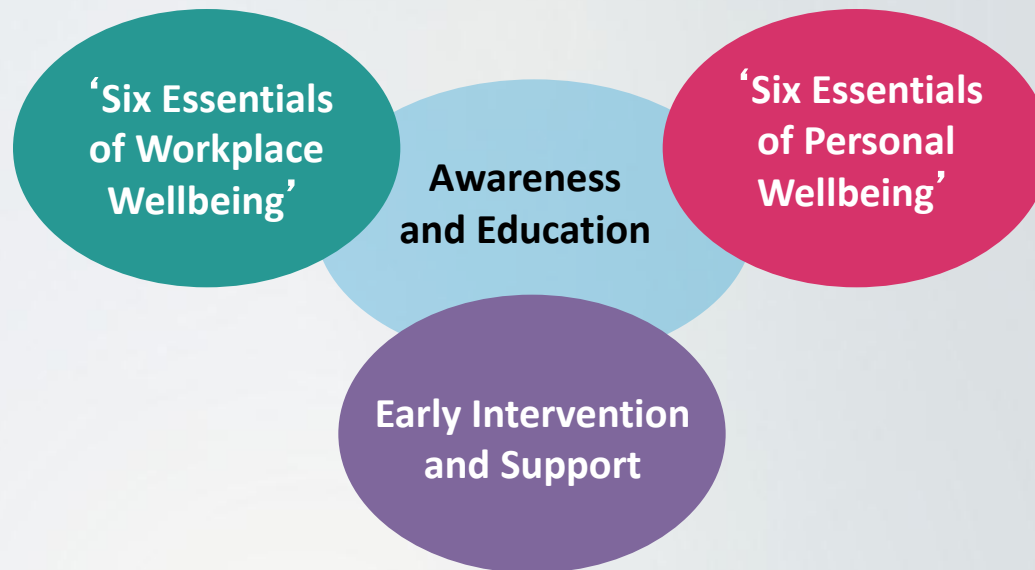 ‘Six Essentials
of Workplace
Wellbeing’
Awareness
and Education
‘Six Essentials
of Personal
Wellbeing’
Early Intervention
and Support